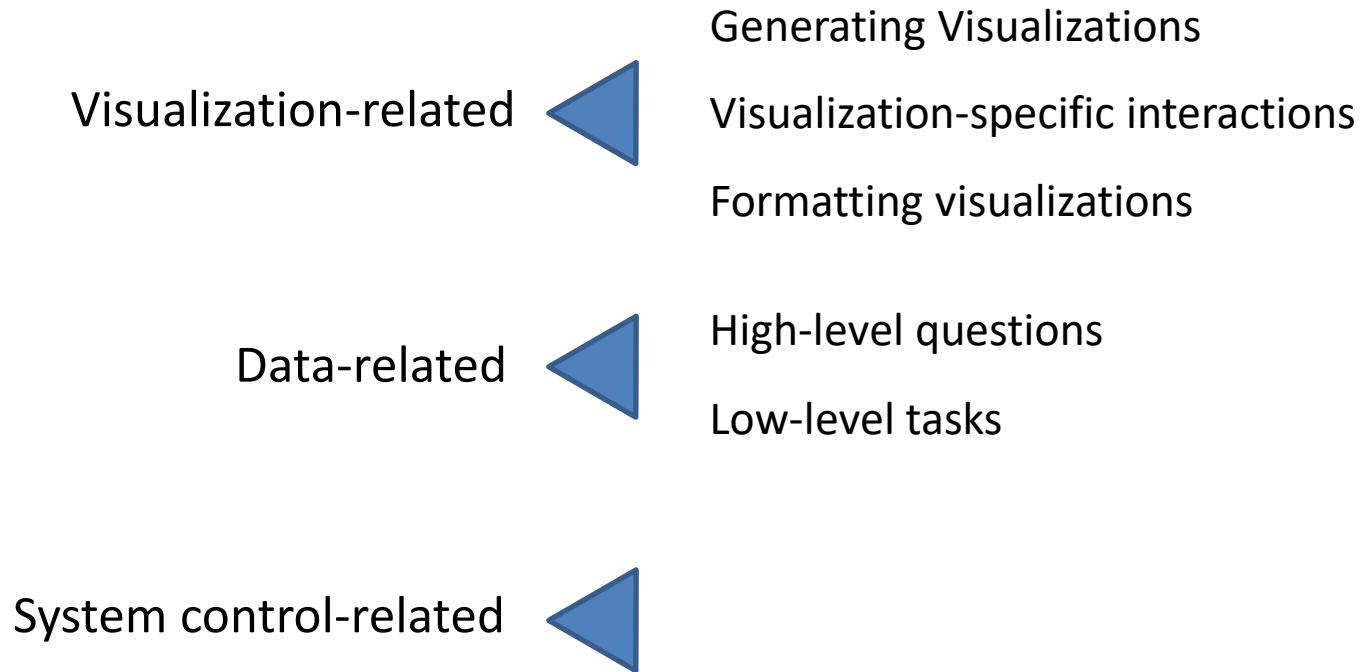 Visualization-related
Generating Visualizations
Visualization-specific interactions
Formatting visualizations
Data-related
High-level questions
Low-level tasks
System control-related